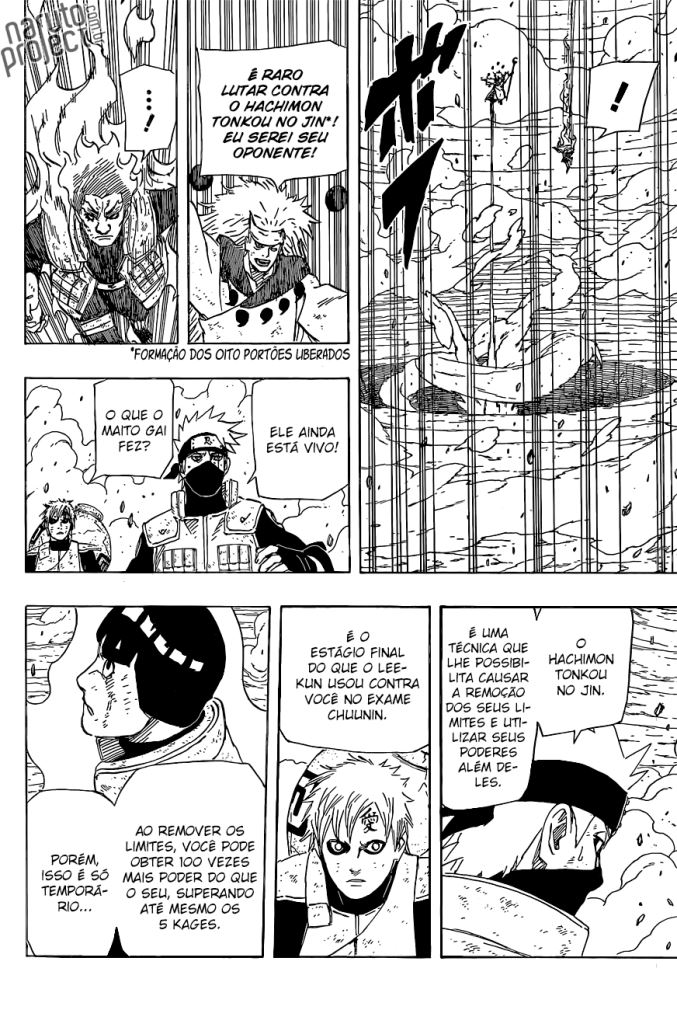 naruto
project
.com.br
!
É RARO
LUTAR CONTRA
O HACHIMON
TONKOU NO JIN*!
EU SEREI SEU
OPONENTE!
...!
*FORMAÇÃO DOS OITO PORTÕES LIBERADOS
ELE AINDA
ESTÁ VIVO!
O QUE O
MAITO GAI
FEZ?
O
HACHIMON
TONKOU
NO JIN.
É UMA
TÉCNICA QUE
LHE POSSIBI-
LITA CAUSAR
A REMOÇÃO
DOS SEUS LI-
MITES E UTI-
LIZAR SEUS
PODERES
ALÉM DE-
LES.
É O
ESTÁGIO FINAL
DO QUE O LEE-
KUN USOU CONTRA
VOCÊ NO EXAME
CHUUNIN.
愛
AO REMOVER OS
LIMITES, VOCÊ PODE
OBTER 100 VEZES
MAIS PODER DO QUE
O SEU, SUPERANDO
ATÉ MESMO OS
5 KAGES.
PORÉM,
ISSO É SÓ
TEMPORÁ-
RIO...